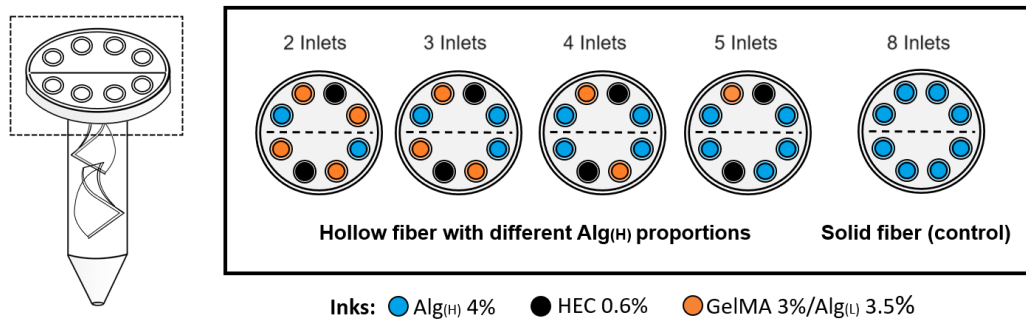 2 Inlets 3 Inlets 4 Inlets 5 Inlets 8 Inlets
Hollow fiber with different Alg(H) proportions Solid fiber (control)
Inks: Alg(H) 4% HEC 0.6% GelMA 3%/Alg(L) 3.5%